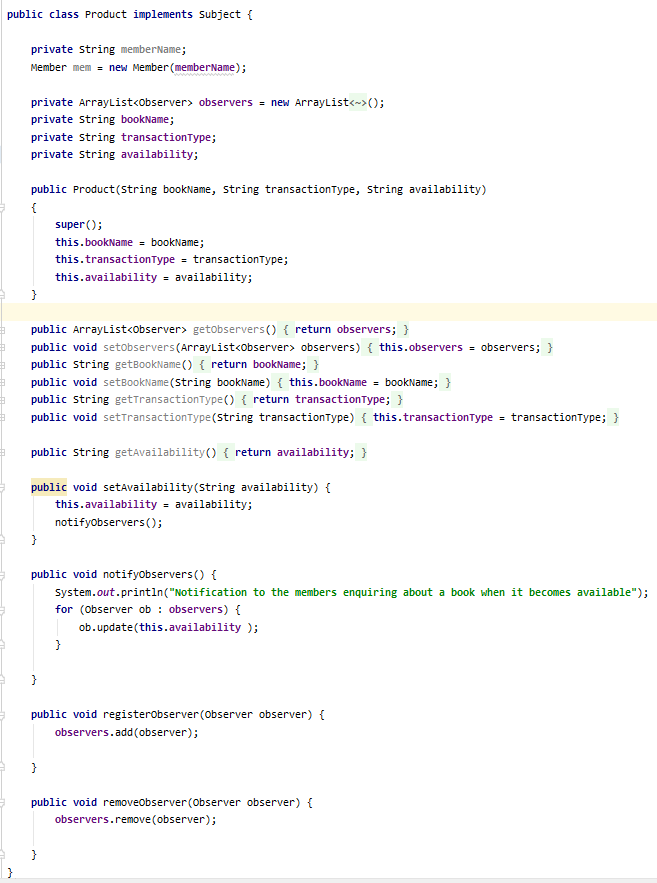 public class Product implements Subject {
private String memberName;
Member mem = new Member(memberName);
private ArrayList<Observer> observers = new ArrayList<~>();
private String bookName;
private String transactionType;
private String availability;
public Product(String bookName, String transactionType, String availability)
{
super();
this.bookName = bookName;
this.transactionType = transactionType;
this.availability = availability;
}
public ArrayList<Observer> getObservers() { return observers; }
public void setObservers(ArrayList<Observer> observers) { this.observers = observers; }
public String getBookName() { return bookName; }
public void setBookName(String bookName) { this.bookName = bookName; }
public String getTransactionType() { return transactionType; }
public void setTransactionType(String transactionType) { this.transactionType = transactionType; }
public String getAvailability() { return availability; }
public void setAvailability(String availability) {
this.availability = availability;
notifyObservers();
}
public void notifyObservers() {
System.out.println("Notification to the members enquiring about a book when it becomes available");
for (Observer ob : observers) {
ob.update(this.availability );
}
}
public void registerObserver(Observer observer) {
observers.add(observer);
}
public void removeObserver(Observer observer) {
observers.remove(observer);
}
}